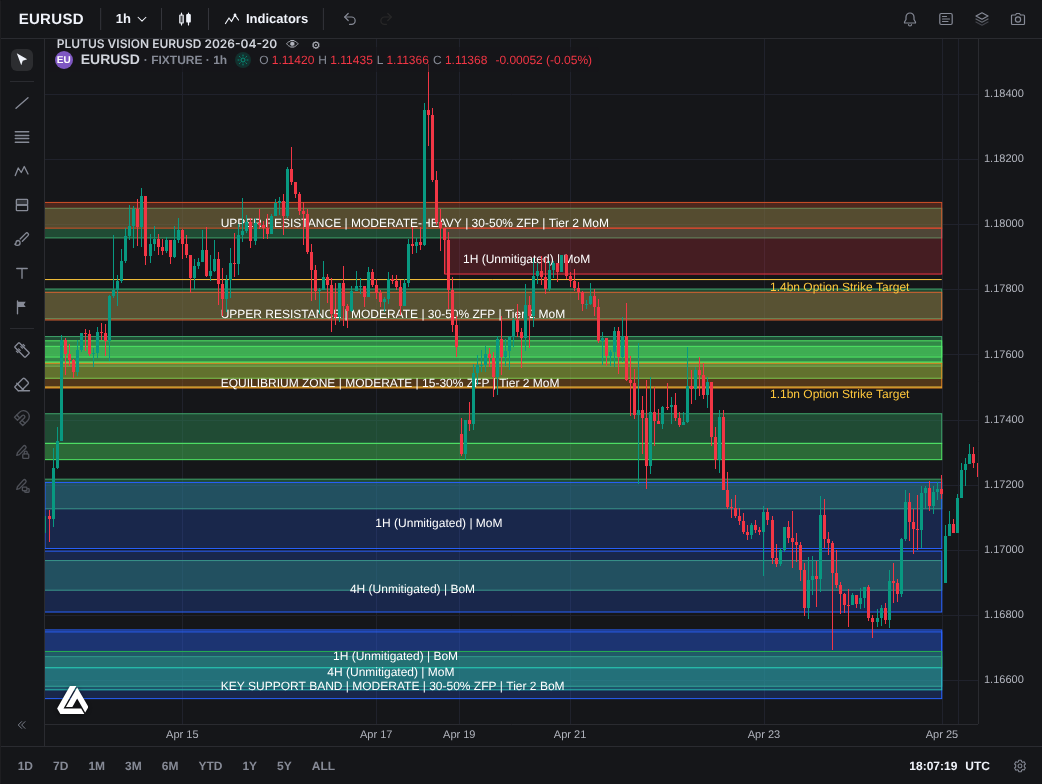 EURUSD 1h Indicators
PLUTUS VISION EURUSD 2026-04-20
EU EURUSD · FIXTURE · 1h O 1.11420 H 1.11435 L 1.11366 C 1.11368 -0.00052 (-0.05%)
1.18400
1.18200
UPPER RESISTANCE | MODERATE-HEAVY | 30-50% ZFP | Tier 2 MoM
1.18000
1H (Unmitigated) | MoM
1.4bn Option Strike Target
1.17800
UPPER RESISTANCE | MODERATE | 30-50% ZFP | Tier 2 MoM
1.17600
EQUILIBRIUM ZONE | MODERATE | 15-30% ZFP | Tier 2 MoM
1.1bn Option Strike Target
1.17400
1.17200
1H (Unmitigated) | MoM
1.17000
4H (Unmitigated) | BoM
1.16800
1H (Unmitigated) | BoM
4H (Unmitigated) | MoM
1.16600
KEY SUPPORT BAND | MODERATE | 30-50% ZFP | Tier 2 BoM
Apr 15 Apr 17 Apr 19 Apr 21 Apr 23 Apr 25
1D 7D 1M 3M 6M YTD 1Y 5Y ALL 18:07:19 UTC